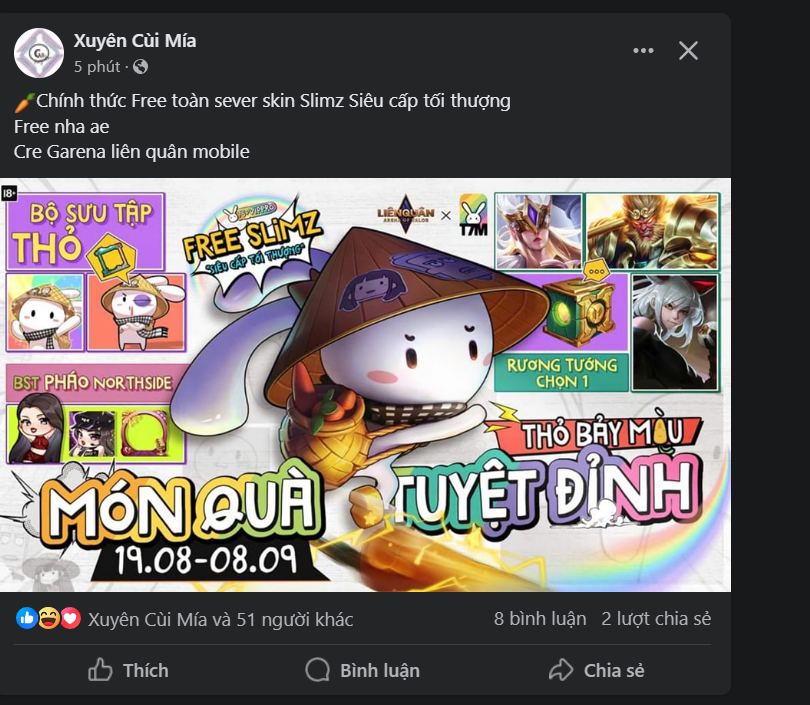 Xuyên Cùi Mía
5 phút
🥕Chính thức Free toàn sever skin Slimz Siêu cấp tối thượng
Free nha ae
Cre Garena liên quân mobile
18+
BỘ SƯU TẬP
THỎ
FREE SLIMZ
"SIÊU CẤP TỐI THƯỢNG"
LIÊN QUÂN
ARENA OF VALOR
×
T7M
RƯƠNG TƯỚNG
CHỌN 1
BST PHÁO NORTHSIDE
THỎ BẢY MÀU
MÓN QUÀ
TUYỆT ĐỈNH
19.08-08.09
Xuyên Cùi Mía và 51 người khác
8 bình luận
2 lượt chia sẻ
Thích
Bình luận
Chia sẻ